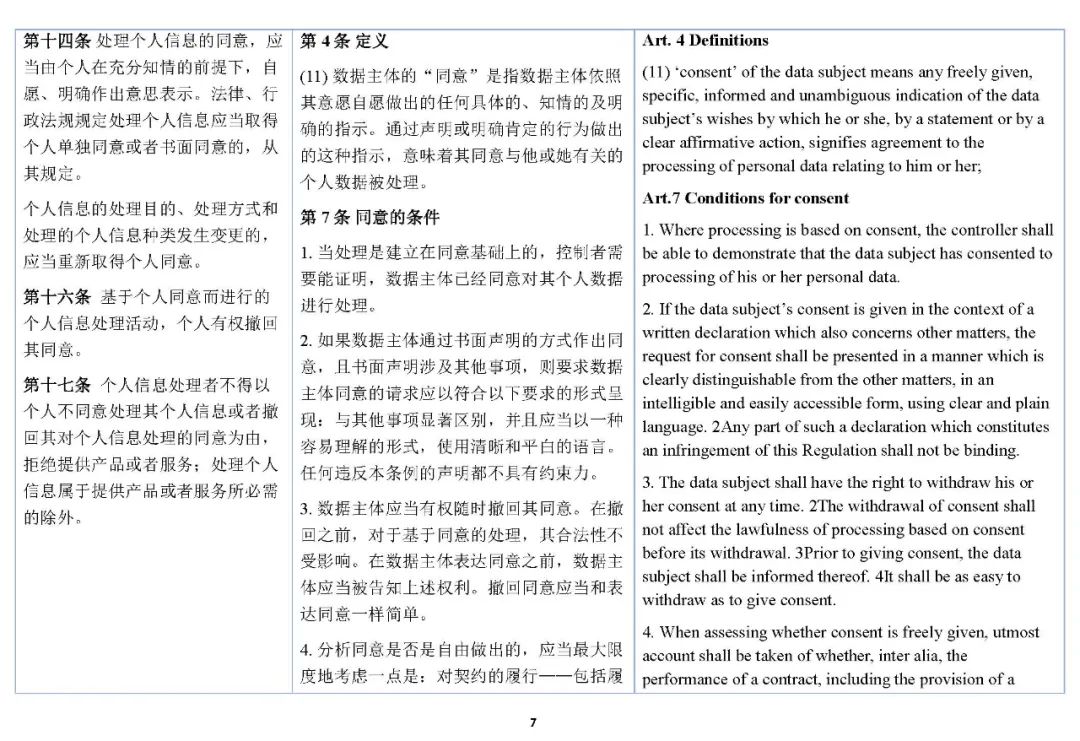 第十四条 处理个人信息的同意，应
当由个人在充分知情的前提下，自
愿、明确作出意思表示。法律、行
政法规规定处理个人信息应当取得
个人单独同意或者书面同意的，从
其规定。
个人信息的处理目的、处理方式和
处理的个人信息种类发生变更的，
应当重新取得个人同意。
第十六条 基于个人同意而进行的
个人信息处理活动，个人有权撤回
其同意。
第十七条 个人信息处理者不得以
个人不同意处理其个人信息或者撤
回其对个人信息处理的同意为由，
拒绝提供产品或者服务；处理个人
信息属于提供产品或者服务所必需
的除外。
第 4 条 定义
(11) 数据主体的“同意”是指数据主体依照
其意愿自愿做出的任何具体的、知情的及明
确的指示。通过声明或明确肯定的行为做出
的这种指示，意味着其同意与他或她有关的
个人数据被处理。
第 7 条 同意的条件
1. 当处理是建立在同意基础上的，控制者需
要能证明，数据主体已经同意对其个人数据
进行处理。
2. 如果数据主体通过书面声明的方式作出同
意，且书面声明涉及其他事项，则要求数据
主体同意的请求应以符合以下要求的形式呈
现：与其他事项显著区别，并且应当以一种
容易理解的形式，使用清晰和平白的语言。
任何违反本条例的声明都不具有约束力。
3. 数据主体应当有权随时撤回其同意。在撤
回之前，对于基于同意的处理，其合法性不
受影响。在数据主体表达同意之前，数据主
体应当被告知上述权利。撤回同意应当和表
达同意一样简单。
4. 分析同意是否是自由做出的，应当最大限
度地考虑一点是：对契约的履行——包括履
Art. 4 Definitions
(11) ‘consent’ of the data subject means any freely given,
specific, informed and unambiguous indication of the data
subject’s wishes by which he or she, by a statement or by a
clear affirmative action, signifies agreement to the
processing of personal data relating to him or her;
Art.7 Conditions for consent
1. Where processing is based on consent, the controller shall
be able to demonstrate that the data subject has consented to
processing of his or her personal data.
2. If the data subject’s consent is given in the context of a
written declaration which also concerns other matters, the
request for consent shall be presented in a manner which is
clearly distinguishable from the other matters, in an
intelligible and easily accessible form, using clear and plain
language. 2Any part of such a declaration which constitutes
an infringement of this Regulation shall not be binding.
3. The data subject shall have the right to withdraw his or
her consent at any time. 2The withdrawal of consent shall
not affect the lawfulness of processing based on consent
before its withdrawal. 3Prior to giving consent, the data
subject shall be informed thereof. 4It shall be as easy to
withdraw as to give consent.
4. When assessing whether consent is freely given, utmost
account shall be taken of whether, inter alia, the
performance of a contract, including the provision of a
7